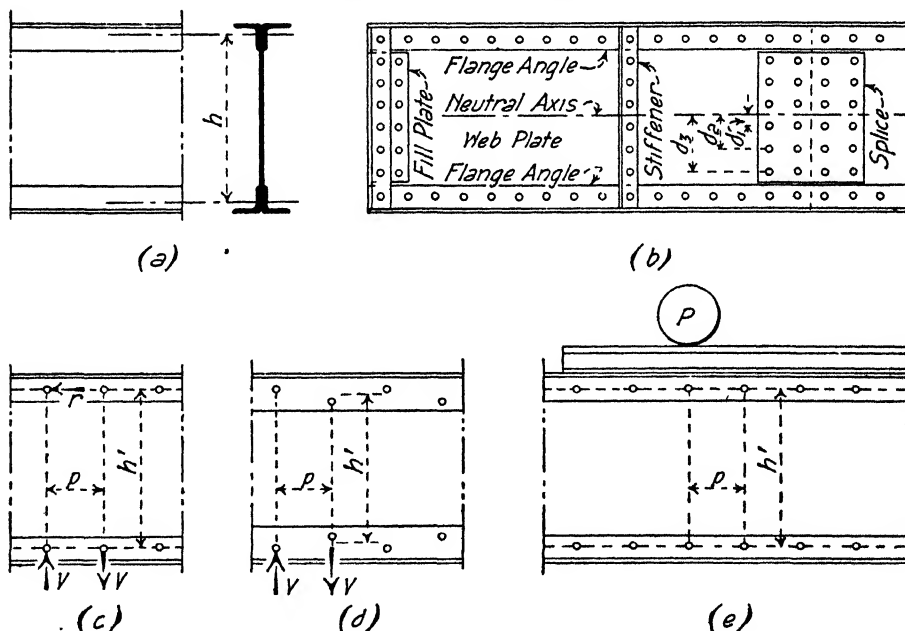 h
(a)
Flange Angle
Neutral Axis
Web Plate
Flange Angle
Fill Plate
Stiffener
d3
d2
d1
Splice
(b)
r
p
h'
V
V
(c)
p
h'
V
V
(d)
P
p
h'
(e)